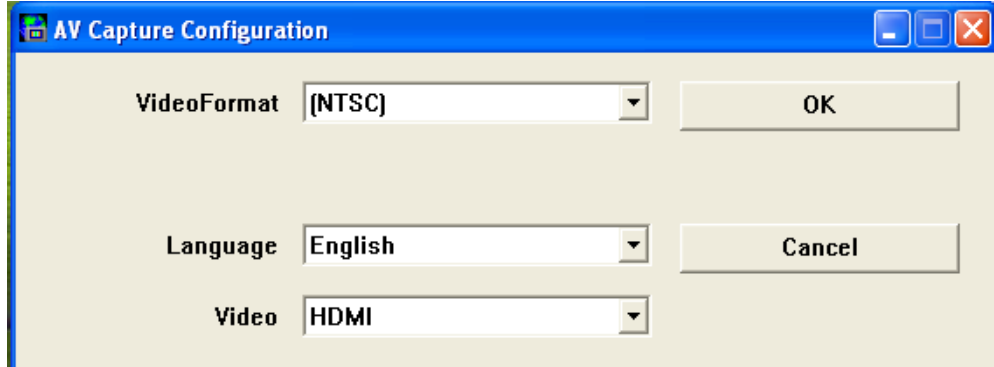 AV Capture Configuration
VideoFormat (NTSC) OK
Language English Cancel
Video HDMI